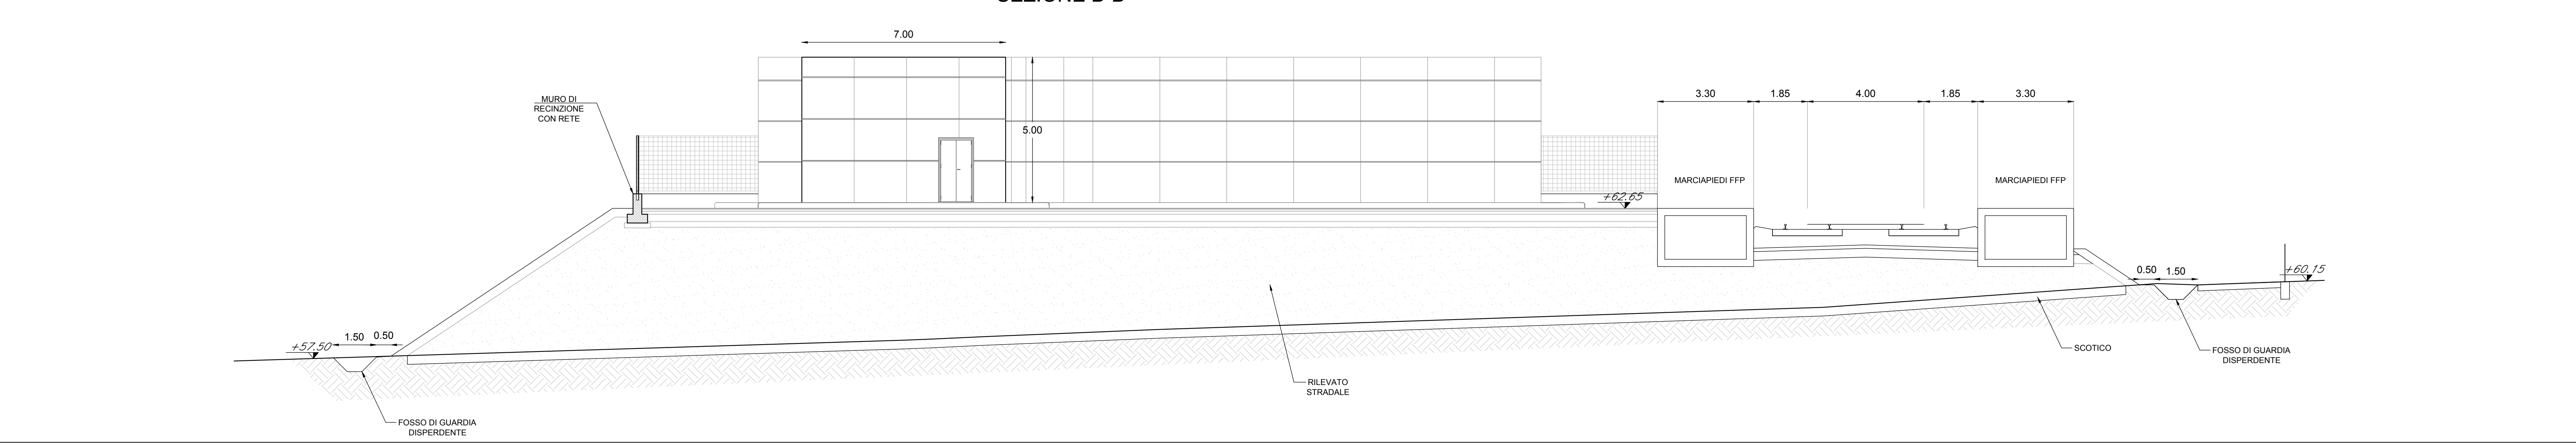 7.00
MURO DI
RECINZIONE
CON RETE
5.00
3.30
1.85
4.00
1.85
3.30
MARCIAPIEDI FFP
MARCIAPIEDI FFP
+62.65
0.50
1.50
+60.15
1.50
0.50
+57.50
SCOTICO
FOSSO DI GUARDIA
DISPERDENTE
RILEVATO
STRADALE
FOSSO DI GUARDIA
DISPERDENTE